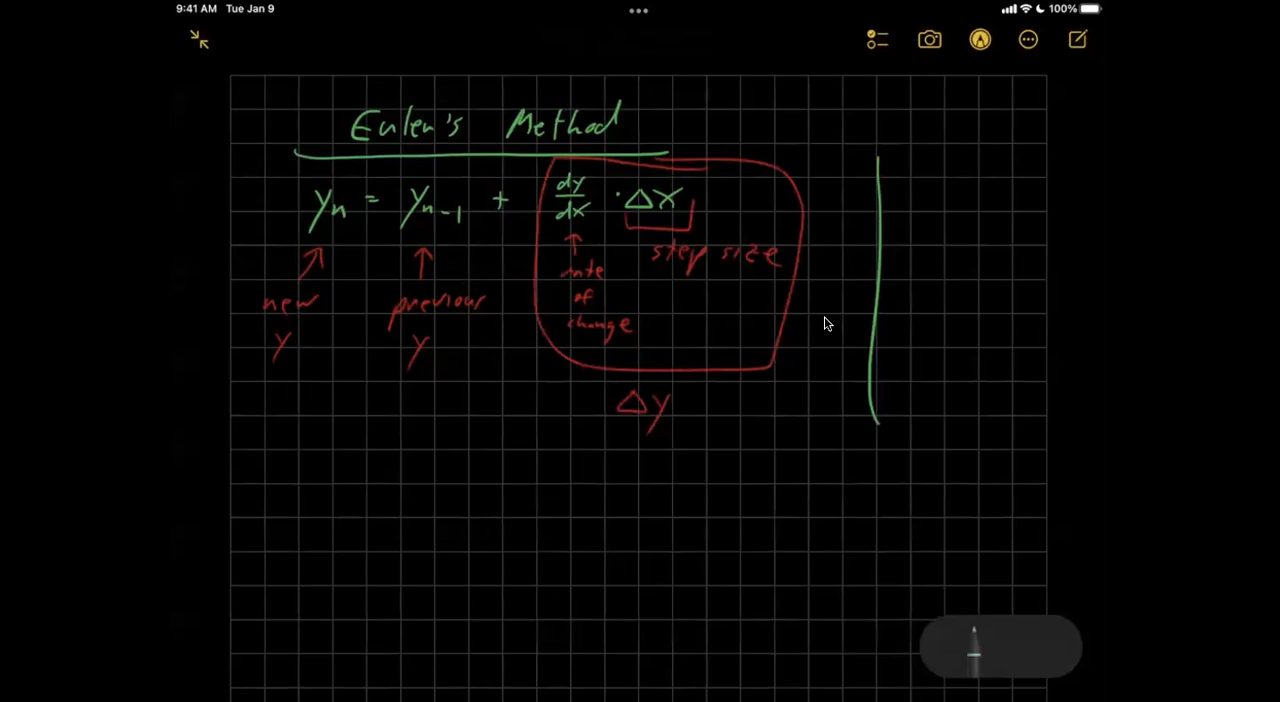 9:41 AM Tue Jan 9
100%
Euler's Method
yn = yn-1 + dy/dx · Δx
step size
rate
of
change
new
y
previous
y
Δy